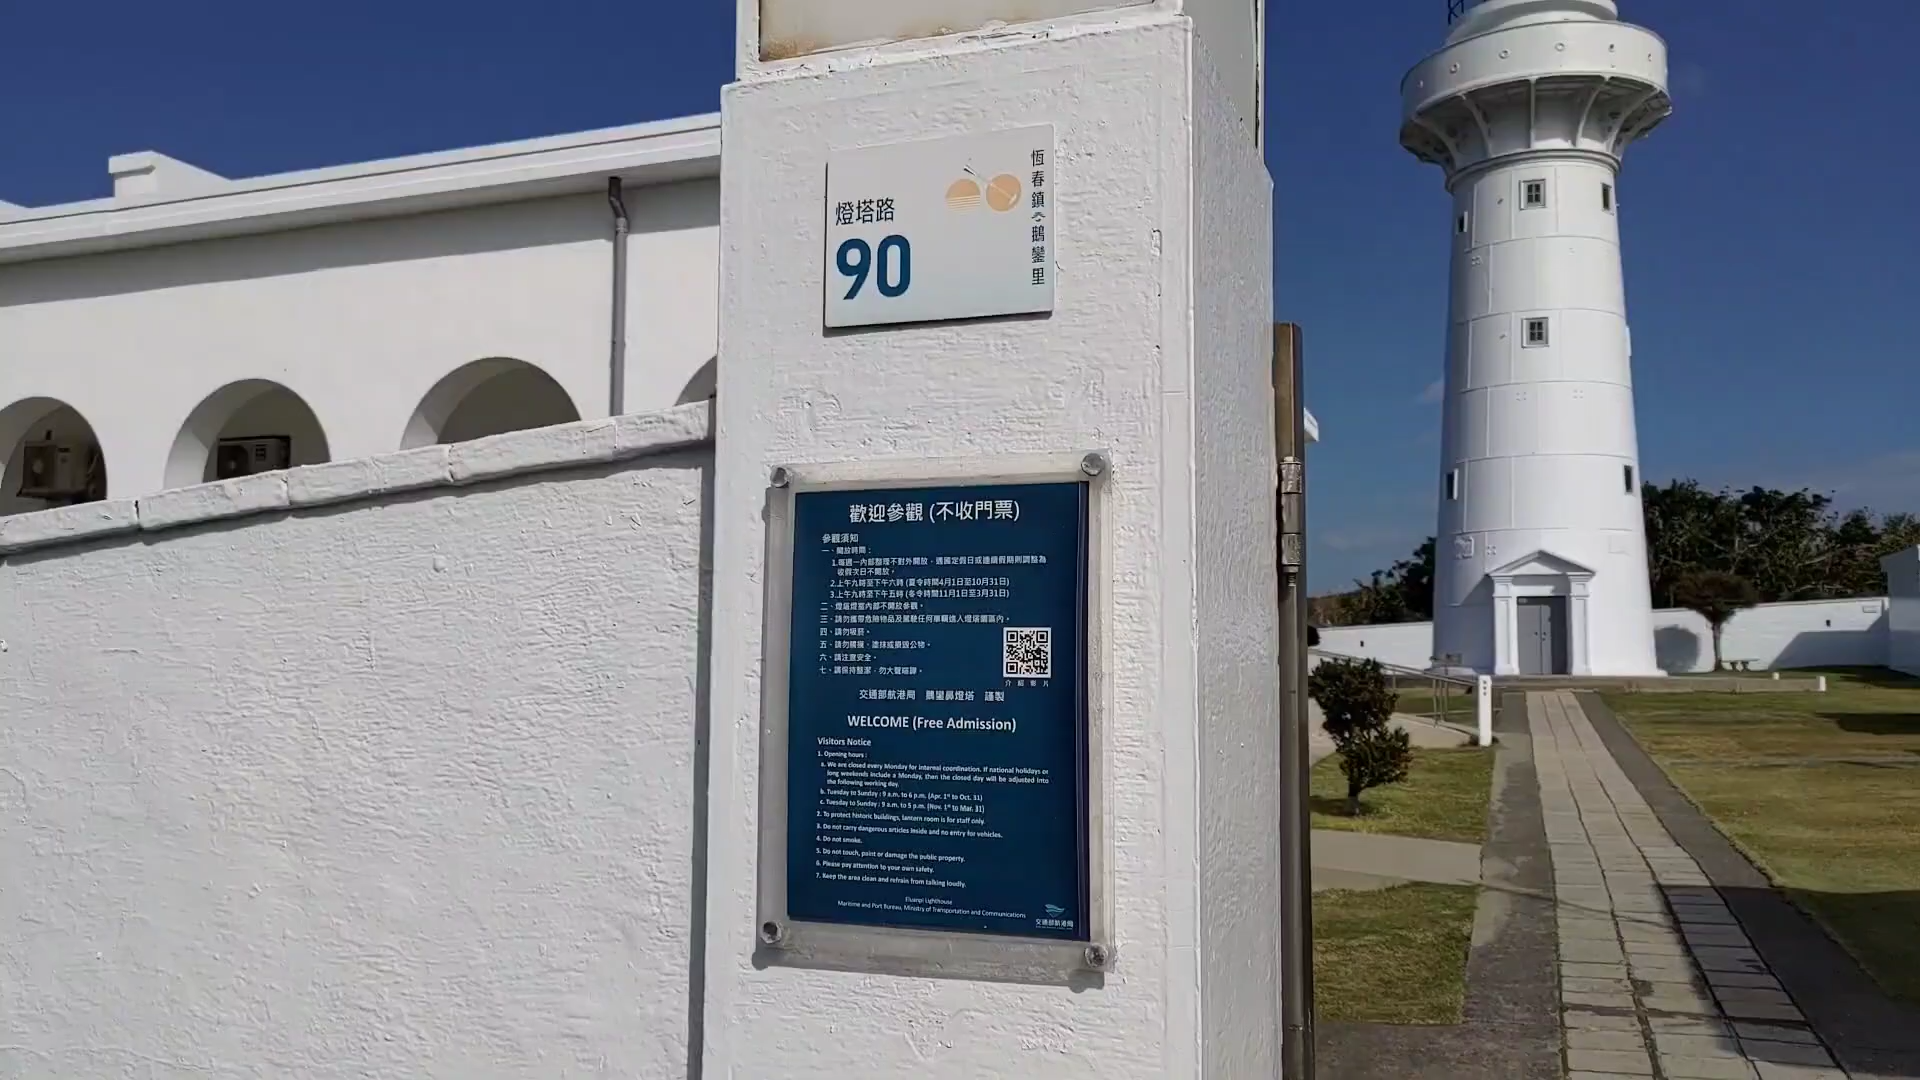 燈塔路
90
恆春鎮
鵝鑾里
歡迎參觀 (不收門票)
參觀須知
一、開放時間：
1.每週一內部整理不對外開放，遇國定假日或連續假期則調整為
收假次日不開放。
2.上午九時至下午六時 (夏令時間4月1日至10月31日)
3.上午九時至下午五時 (冬令時間11月1日至3月31日)
二、燈塔燈室內部不開放參觀。
三、請勿攜帶危險物品及駕駛任何車輛進入燈塔園區內。
四、請勿吸菸。
五、請勿觸摸、塗抹或損毀公物。
六、請注意安全。
七、請保持整潔，勿大聲喧譁。
介紹影片
交通部航港局 鵝鑾鼻燈塔 謹製
WELCOME (Free Admission)
Visitors Notice
1. Opening hours :
a. We are closed every Monday for internal coordination. If national holidays or
long weekends include a Monday, then the closed day will be adjusted into
the following working day.
b. Tuesday to Sunday : 9 a.m. to 6 p.m. (Apr. 1st to Oct. 31)
c. Tuesday to Sunday : 9 a.m. to 5 p.m. (Nov. 1st to Mar. 31)
2. To protect historic buildings, lantern room is for staff only.
3. Do not carry dangerous articles inside and no entry for vehicles.
4. Do not smoke.
5. Do not touch, paint or damage the public property.
6. Please pay attention to your own safety.
7. Keep the area clean and refrain from talking loudly.
Eluanpi Lighthouse
Maritime and Port Bureau, Ministry of Transportation and Communications
交通部航港局